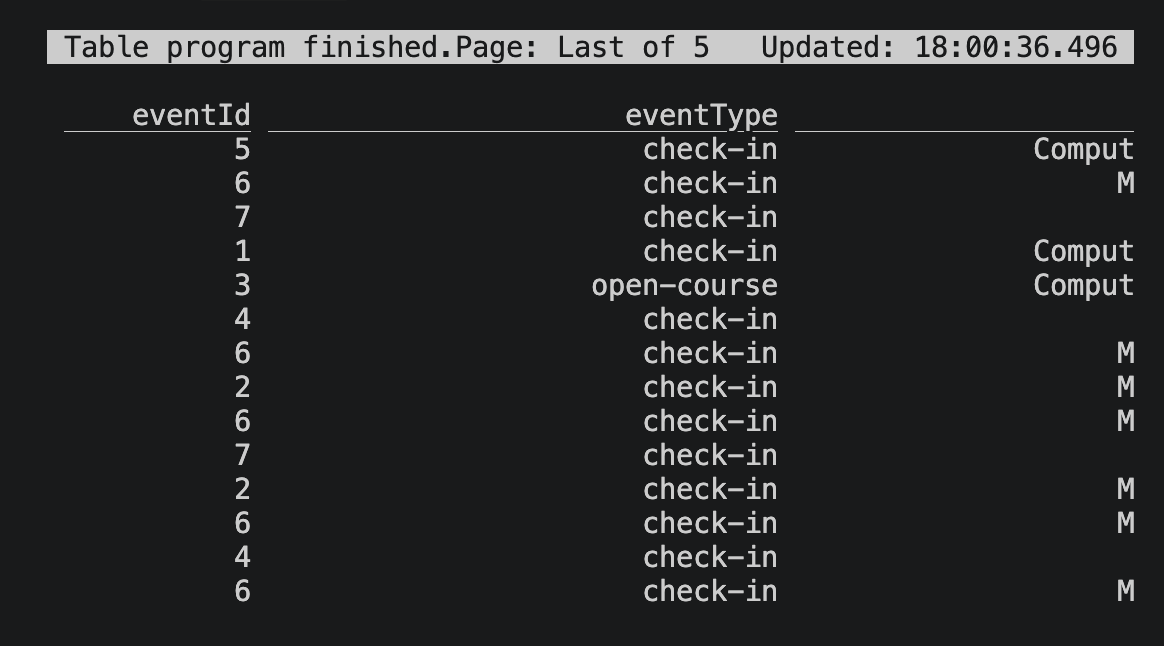 Table program finished.Page: Last of 5 Updated: 18:00:36.496
eventId eventType
5 check-in Comput
6 check-in M
7 check-in
1 check-in Comput
3 open-course Comput
4 check-in
6 check-in M
2 check-in M
6 check-in M
7 check-in
2 check-in M
6 check-in M
4 check-in
6 check-in M